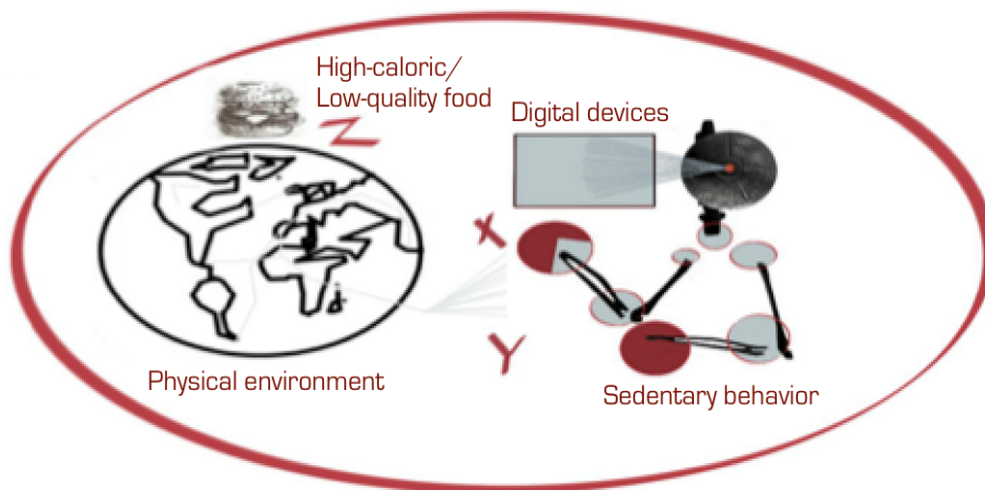 High-caloric/
Low-quality food
Z
Digital devices
X
Y
Physical environment
Sedentary behavior